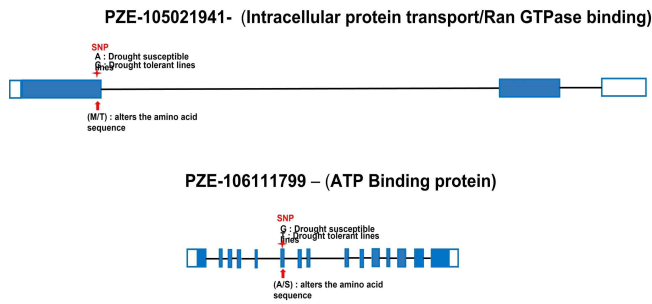 PZE-105021941- (Intracellular protein transport/Ran GTPase binding)
SNP
A : Drought susceptible
lines
G : Drought tolerant lines
(M/T) : alters the amino acid
sequence
PZE-106111799 – (ATP Binding protein)
SNP
G : Drought susceptible
lines
: Drought tolerant lines
(A/S) : alters the amino acid
sequence